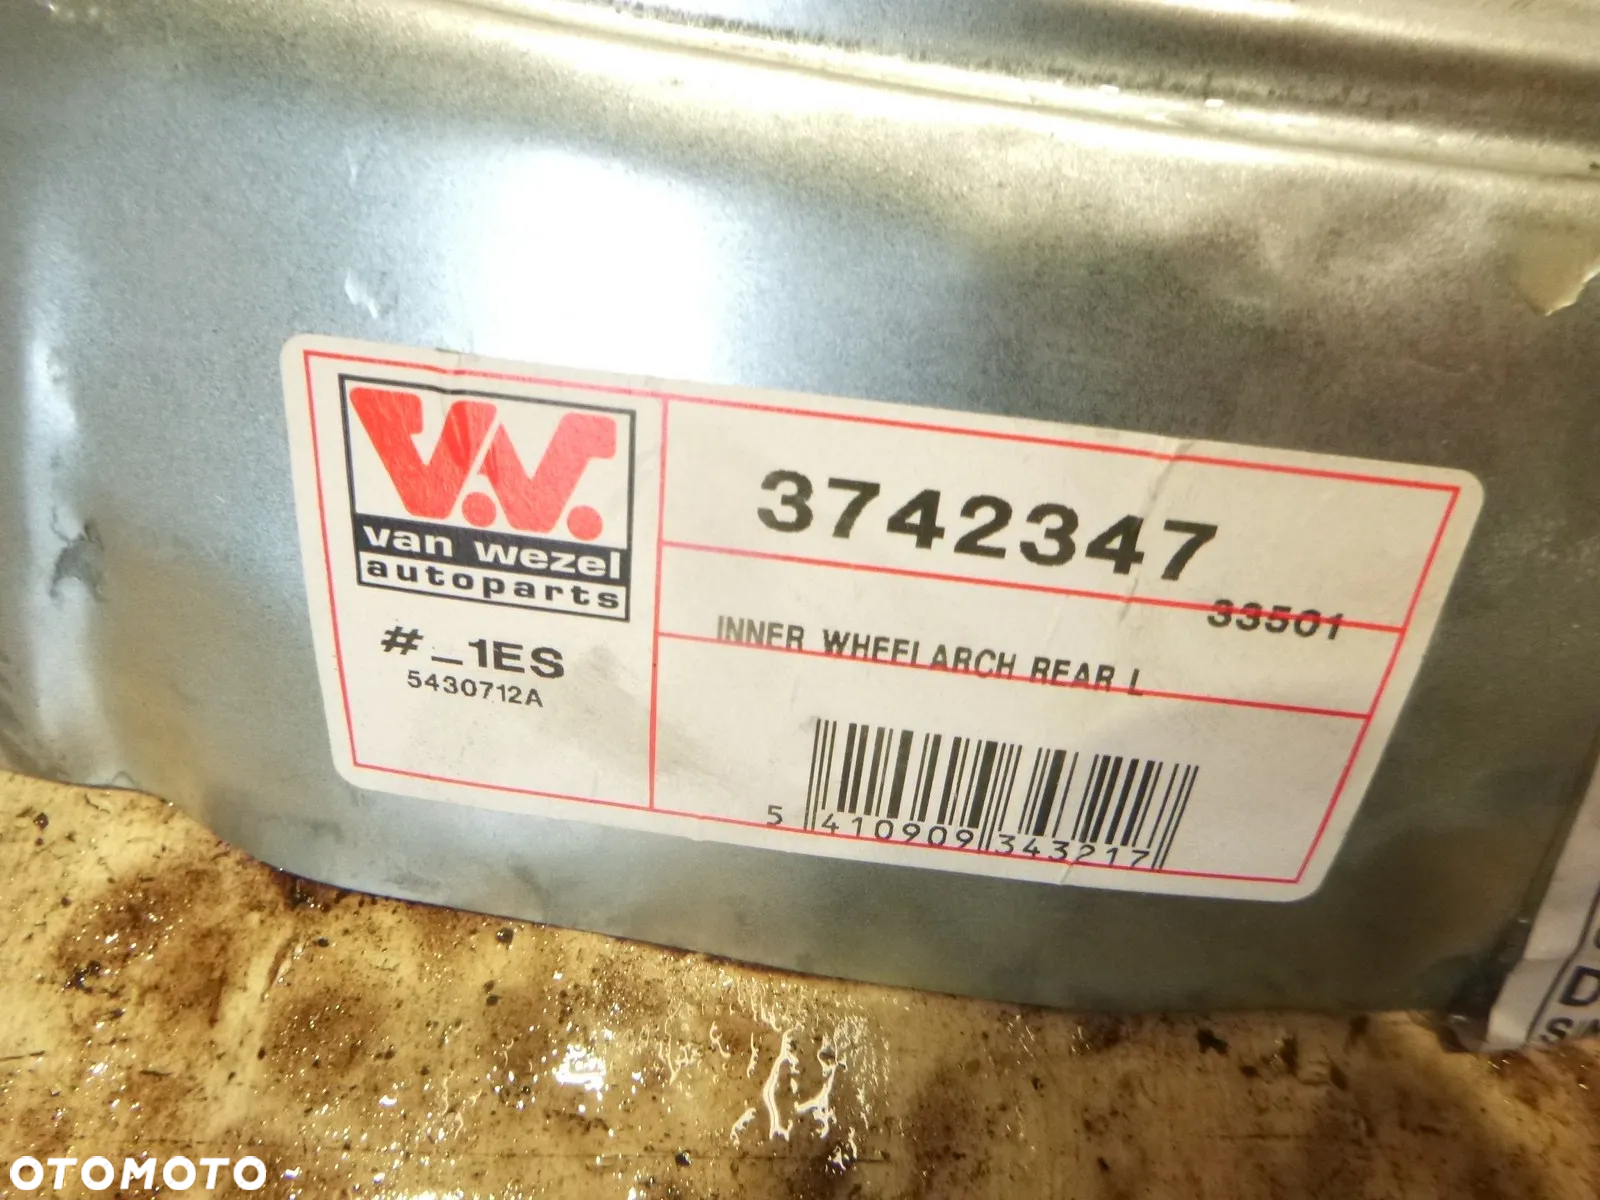 V.W.
van wezel
autoparts
#_1ES
5430712A
3742347
33501
INNER WHEELARCH REAR L
5 410909 343217
D
OTOMOTO